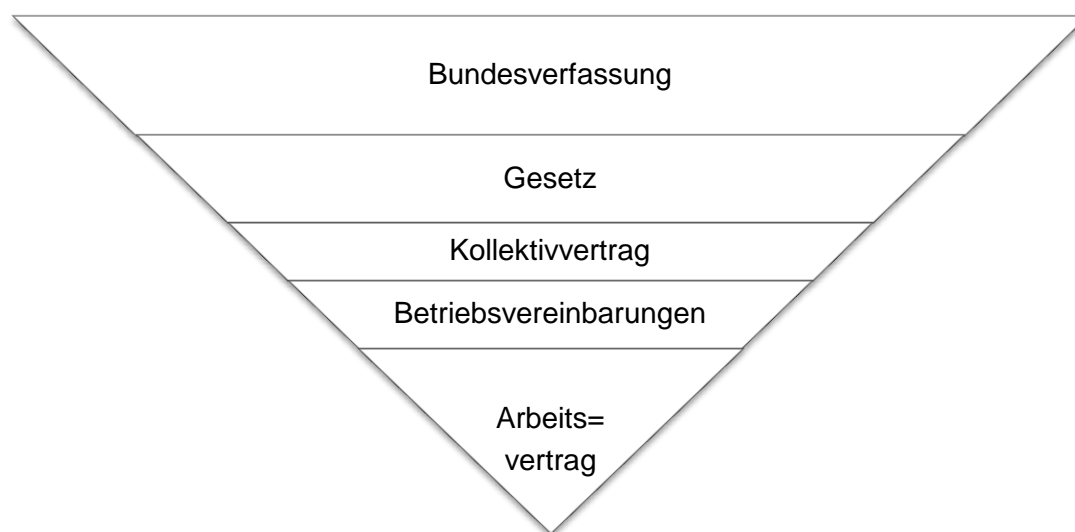 Bundesverfassung
Gesetz
Kollektivvertrag
Betriebsvereinbarungen
Arbeits=
vertrag